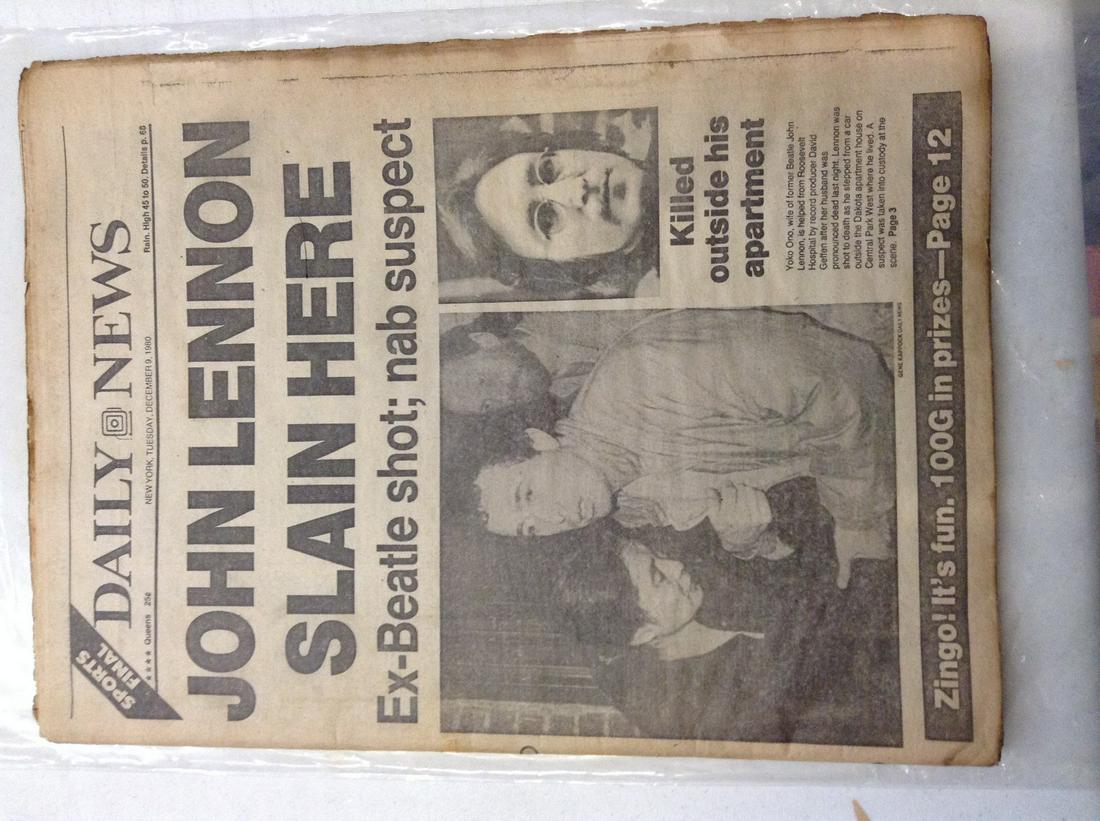 SPORTS
FINAL
DAILY NEWS
★★★★ Queens 25¢ NEW YORK, TUESDAY, DECEMBER 9, 1980 Rain. High 45 to 50. Details p. 68
JOHN LENNON
SLAIN HERE
Ex-Beatle shot; nab suspect
Killed
outside his
apartment
Yoko Ono, wife of former Beatle John
Lennon, is helped from Roosevelt
Hospital by record producer David
Geffen after her husband was
pronounced dead last night. Lennon was
shot to death as he stepped from a car
outside the Dakota apartment house on
Central Park West where he lived. A
suspect was taken into custody at the
scene. Page 3
GENE KAPPOCK DAILY NEWS
Zingo! It's fun. 100G in prizes—Page 12